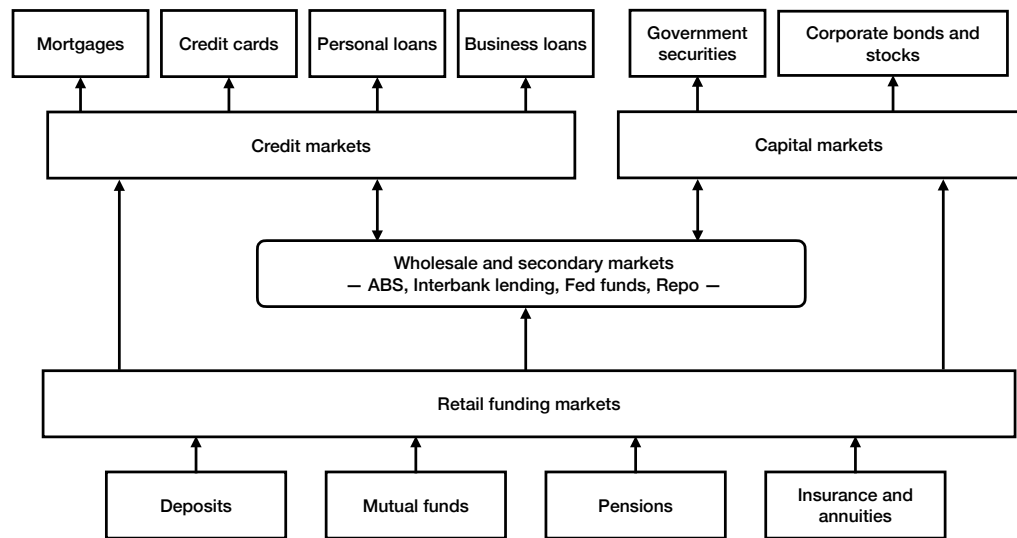 Mortgages
Credit cards
Personal loans
Business loans
Government
securities
Corporate bonds and
stocks
Credit markets
Capital markets
Wholesale and secondary markets
— ABS, Interbank lending, Fed funds, Repo —
Retail funding markets
Deposits
Mutual funds
Pensions
Insurance and
annuities